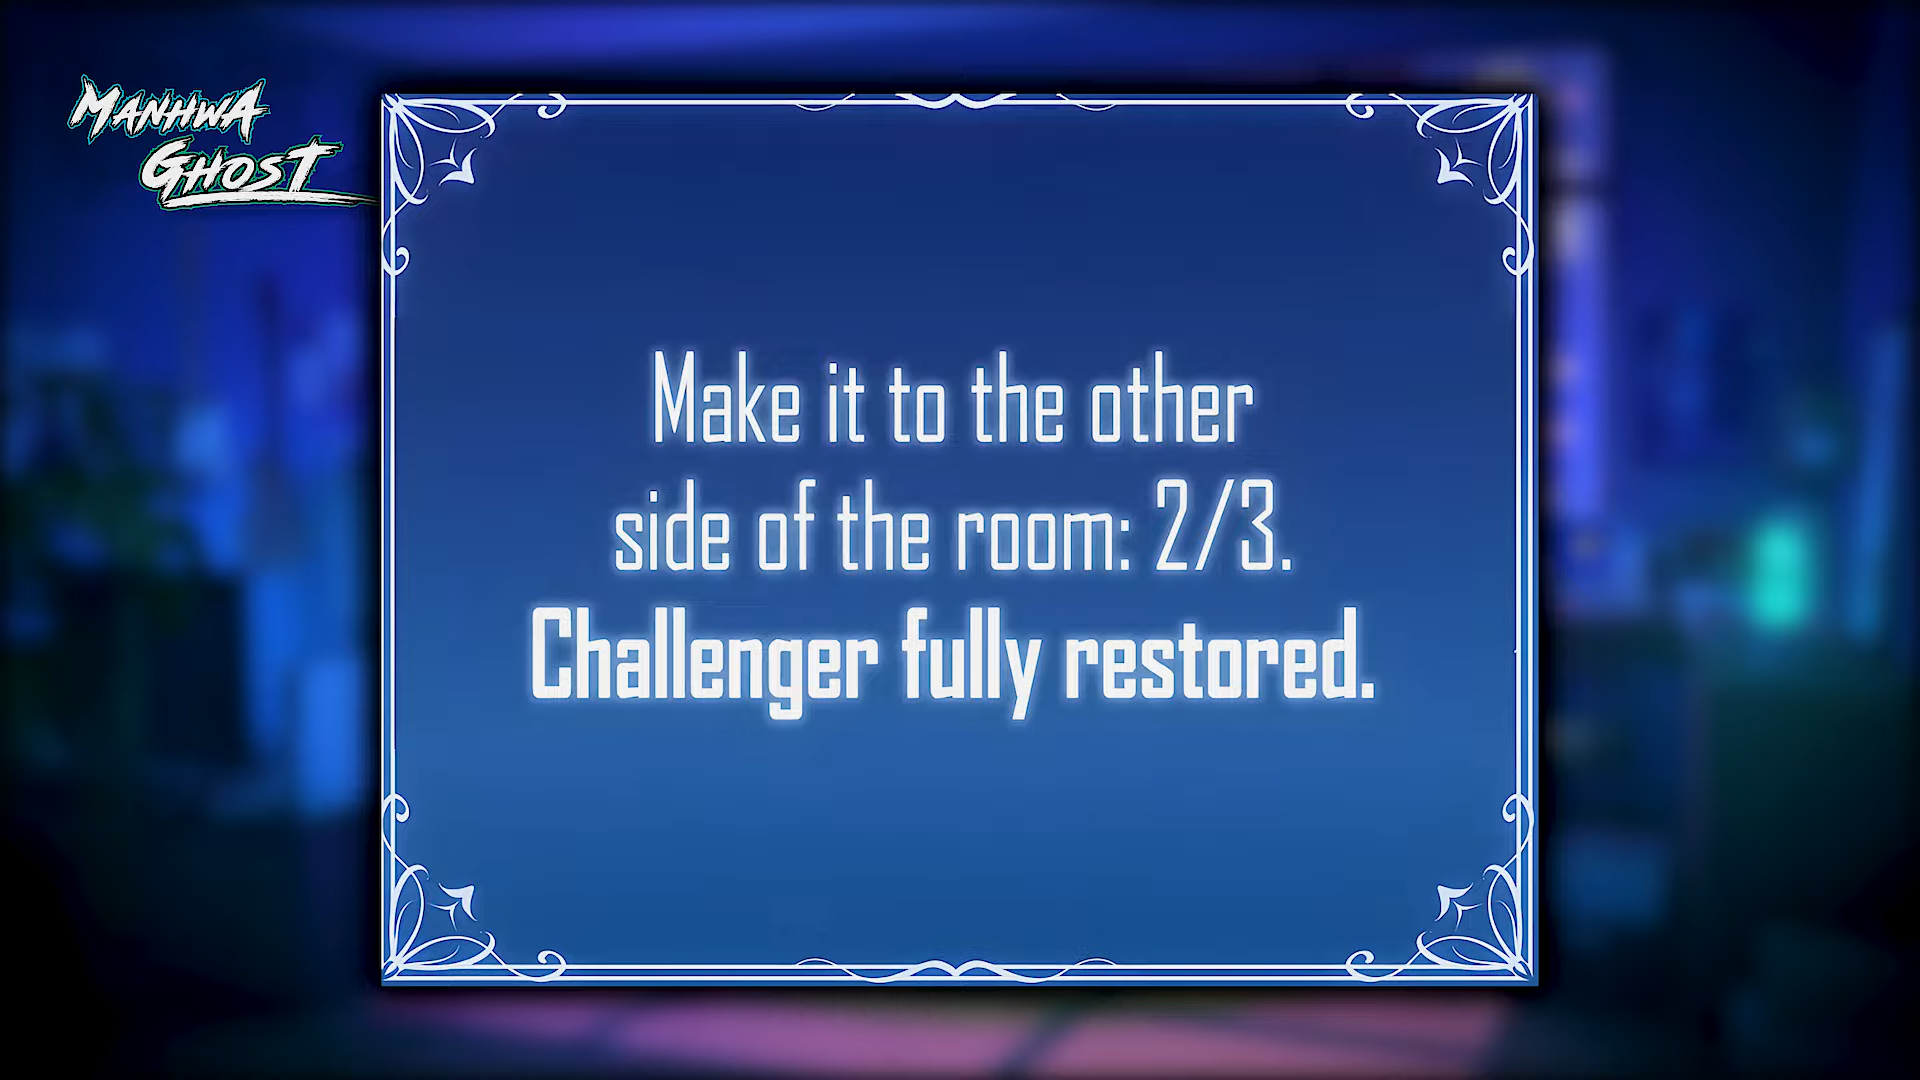 MANHWA
GHOST
Make it to the other
side of the room: 2/3.
Challenger fully restored.